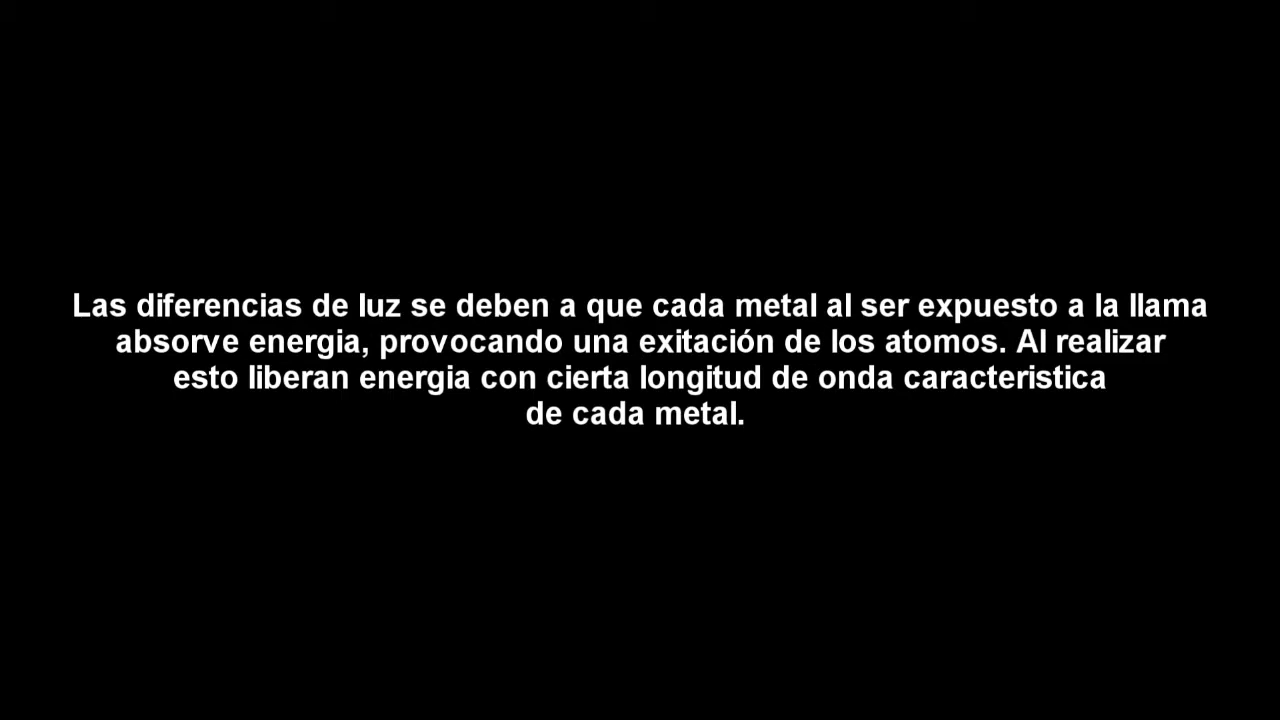 Las diferencias de luz se deben a que cada metal al ser expuesto a la llama
absorve energia, provocando una exitación de los atomos. Al realizar
esto liberan energia con cierta longitud de onda caracteristica
de cada metal.